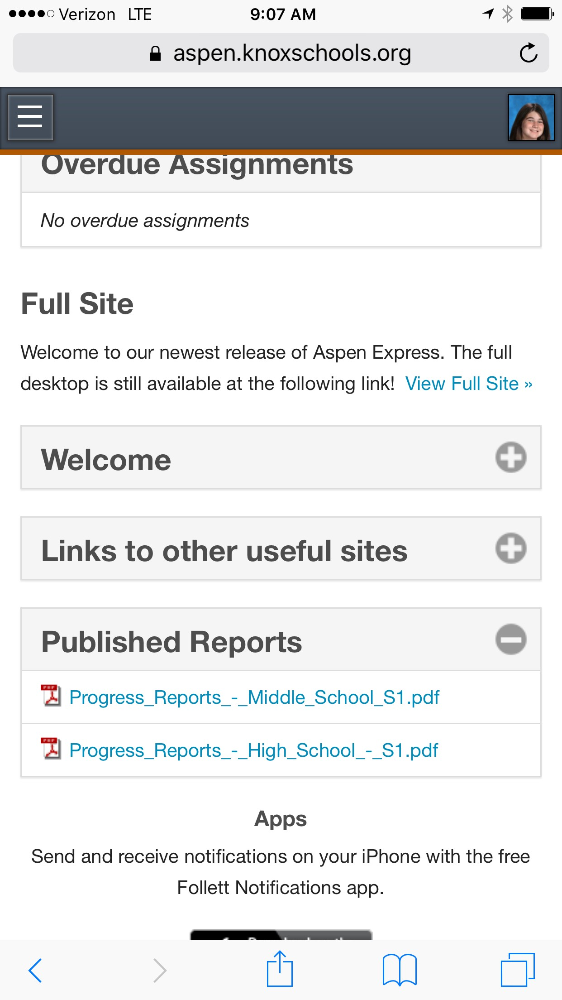 Verizon LTE 9:07 AM
aspen.knoxschools.org
Overdue Assignments
No overdue assignments
Full Site
Welcome to our newest release of Aspen Express. The full
desktop is still available at the following link! View Full Site »
Welcome
Links to other useful sites
Published Reports
PDF Progress_Reports_-_Middle_School_S1.pdf
PDF Progress_Reports_-_High_School_-_S1.pdf
Apps
Send and receive notifications on your iPhone with the free
Follett Notifications app.